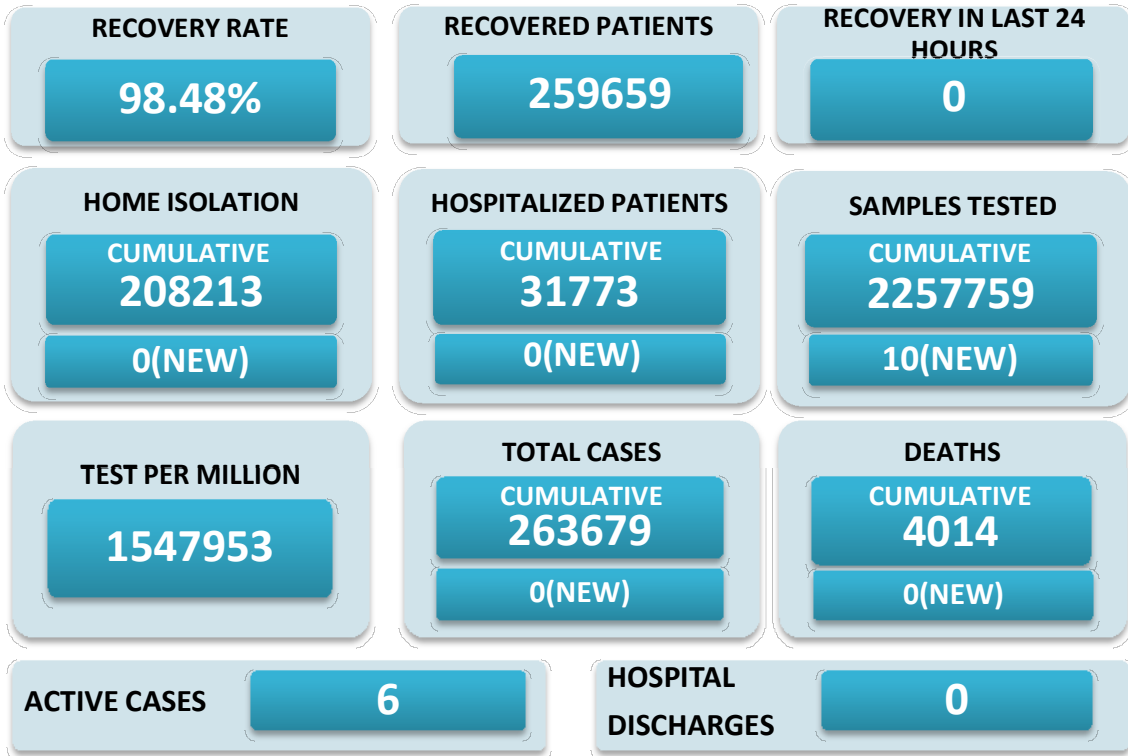 RECOVERY RATE
98.48%
RECOVERED PATIENTS
259659
RECOVERY IN LAST 24
HOURS
0
HOME ISOLATION
CUMULATIVE
208213
0(NEW)
HOSPITALIZED PATIENTS
CUMULATIVE
31773
0(NEW)
SAMPLES TESTED
CUMULATIVE
2257759
10(NEW)
TEST PER MILLION
1547953
TOTAL CASES
CUMULATIVE
263679
0(NEW)
DEATHS
CUMULATIVE
4014
0(NEW)
ACTIVE CASES
6
HOSPITAL
DISCHARGES
0